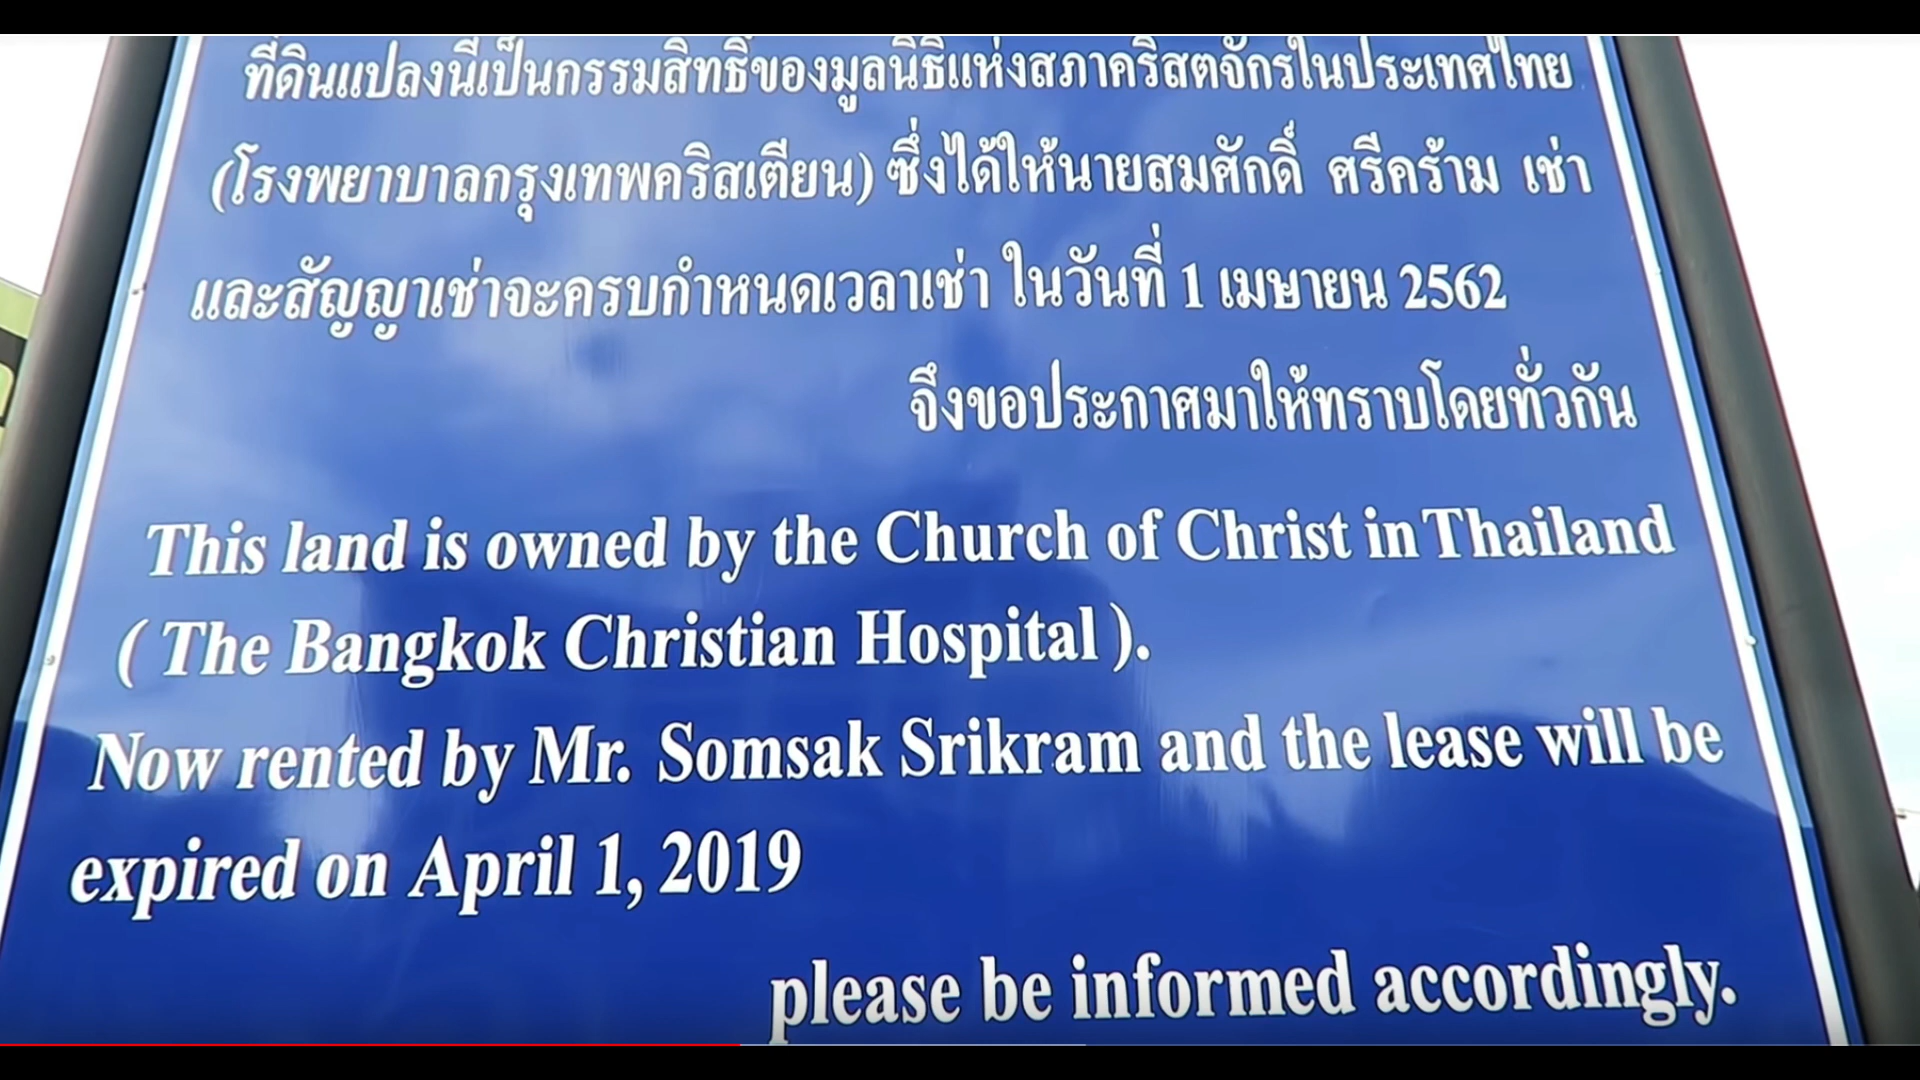 ที่ดินแปลงนี้เป็นกรรมสิทธิ์ของมูลนิธิแห่งสภาคริสตจักรในประเทศไทย
(โรงพยาบาลกรุงเทพคริสเตียน) ซึ่งได้ให้นายสมศักดิ์ ศรีคร้าม เช่า
และสัญญาเช่าจะครบกำหนดเวลาเช่า ในวันที่ 1 เมษายน 2562
จึงขอประกาศมาให้ทราบโดยทั่วกัน
This land is owned by the Church of Christ in Thailand
( The Bangkok Christian Hospital ).
Now rented by Mr. Somsak Srikram and the lease will be
expired on April 1, 2019
please be informed accordingly.